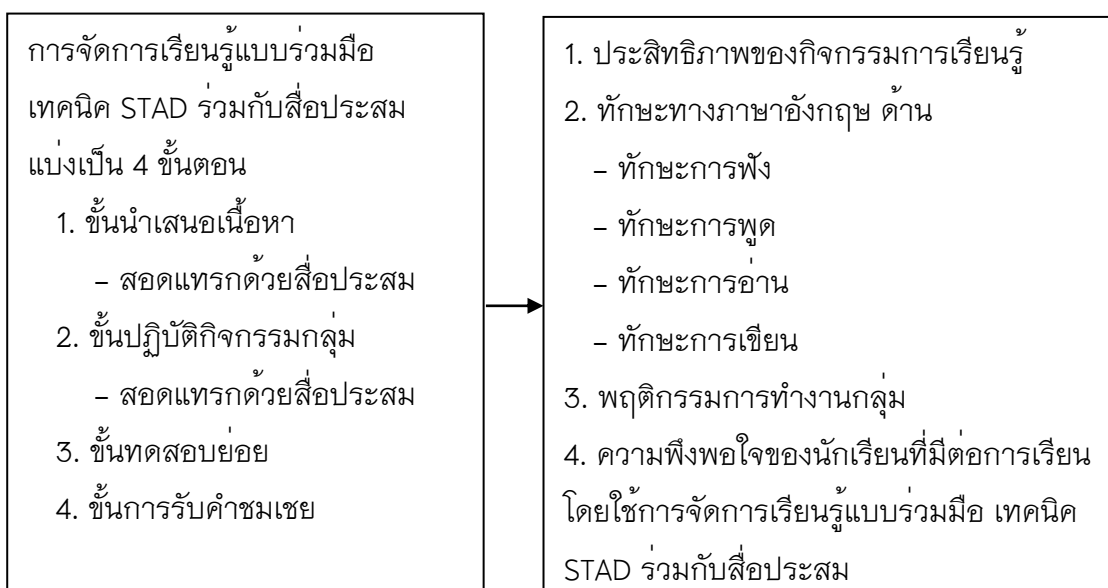 การจัดการเรียนรู้แบบร่วมมือ
เทคนิค STAD ร่วมกับสื่อประสม
แบ่งเป็น 4 ขั้นตอน
1. ขั้นนำเสนอเนื้อหา
– สอดแทรกด้วยสื่อประสม
2. ขั้นปฏิบัติกิจกรรมกลุ่ม
– สอดแทรกด้วยสื่อประสม
3. ขั้นทดสอบย่อย
4. ขั้นการรับคำชมเชย
1. ประสิทธิภาพของกิจกรรมการเรียนรู้
2. ทักษะทางภาษาอังกฤษ ด้าน
– ทักษะการฟัง
– ทักษะการพูด
– ทักษะการอ่าน
– ทักษะการเขียน
3. พฤติกรรมการทำงานกลุ่ม
4. ความพึงพอใจของนักเรียนที่มีต่อการเรียน
โดยใช้การจัดการเรียนรู้แบบร่วมมือ เทคนิค
STAD ร่วมกับสื่อประสม